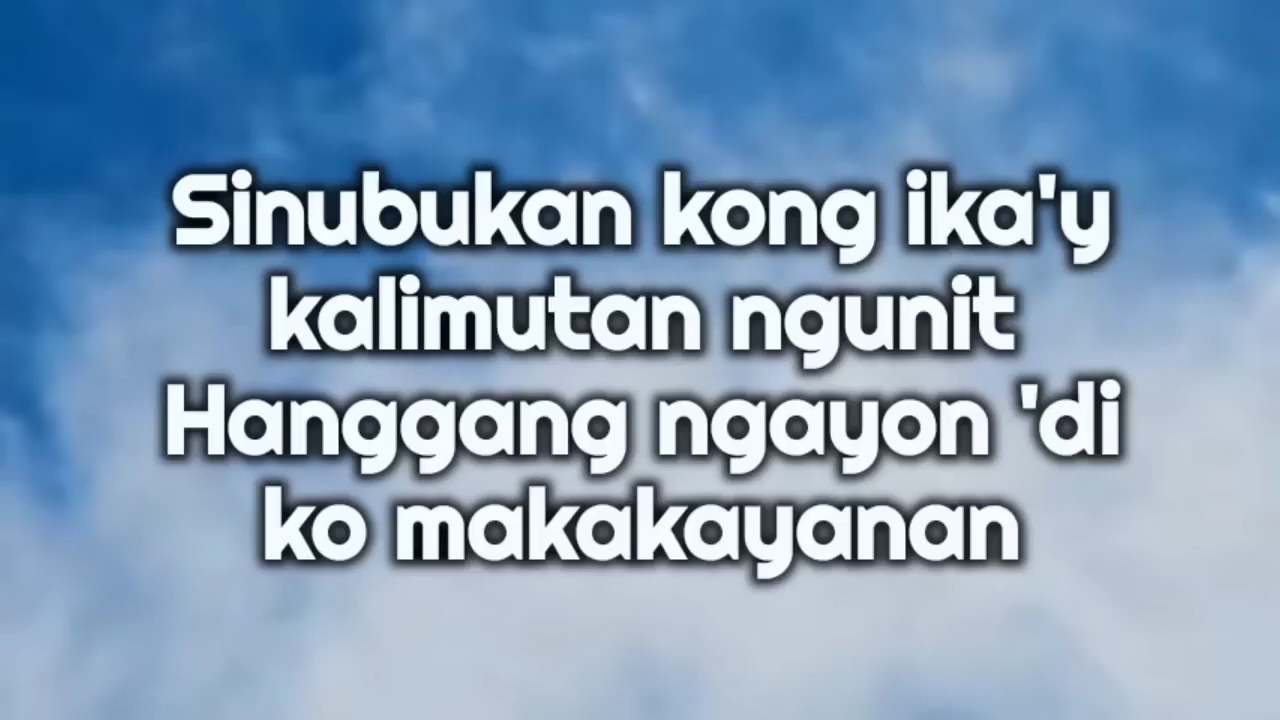 Sinubukan kong ika'y
kalimutan ngunit
Hanggang ngayon 'di
ko makakayanan